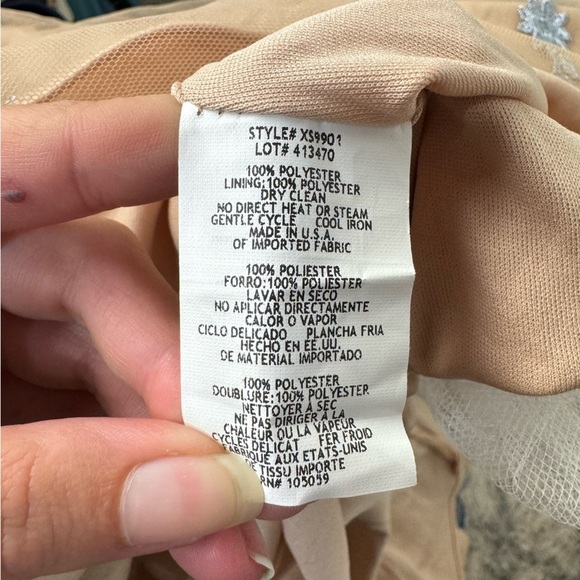 STYLE# XS9901
LOT# 413470
100% POLYESTER
LINING:100% POLYESTER
DRY CLEAN
NO DIRECT HEAT OR STEAM
GENTLE CYCLE COOL IRON
MADE IN U.S.A.
OF IMPORTED FABRIC
100% POLIESTER
FORRO:100% POLIESTER
LAVAR EN SECO
NO APLICAR DIRECTAMENTE
CALOR O VAPOR
CICLO DELICADO PLANCHA FRIA
HECHO EN EE.UU.
DE MATERIAL IMPORTADO
100% POLYESTER
DOUBLURE:100% POLYESTER
NETTOYER À SEC
NE PAS DIRIGER À LA
CHALEUR OU LA VAPEUR
CYCLES DELICAT FER FROID
FABRIQUE AUX ETATS-UNIS
DE TISSU IMPORTE
RN# 105059